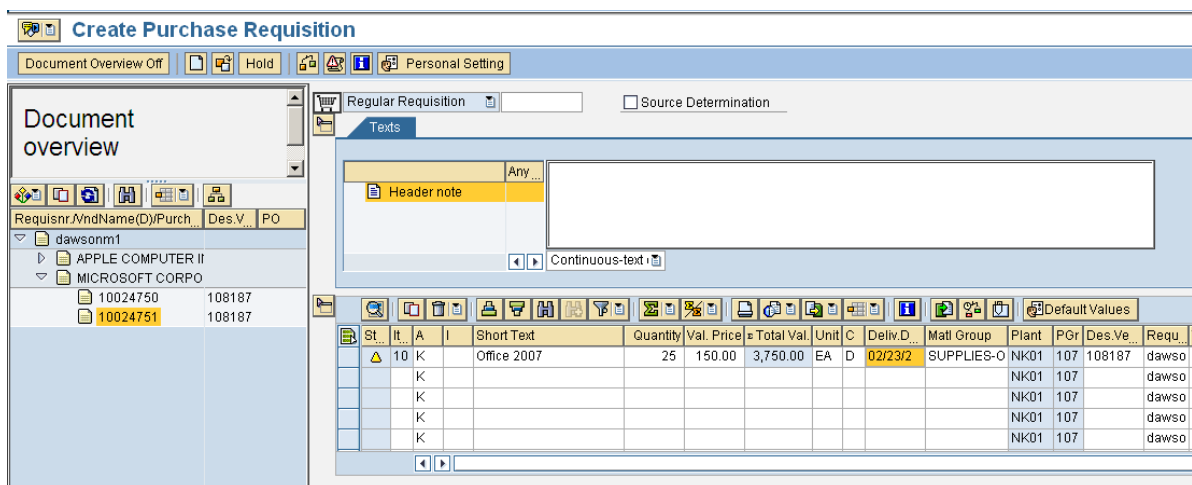 Create Purchase Requisition
Document Overview Off Hold Personal Setting
Document
overview
Requisnr./VndName(D)/Purch... Des.V... PO
dawsonm1
APPLE COMPUTER II
MICROSOFT CORPO
10024750 108187
10024751 108187
Regular Requisition Source Determination
Texts
Any...
Header note
Continuous-text
Default Values
St... It... A I Short Text Quantity Val. Price Total Val. Unit C Deliv.D... Matl Group Plant PGr Des.Ve... Requ...
10 K Office 2007 25 150.00 3,750.00 EA D 02/23/2 SUPPLIES-O NK01 107 108187 dawso
K NK01 107 dawso
K NK01 107 dawso
K NK01 107 dawso
K NK01 107 dawso